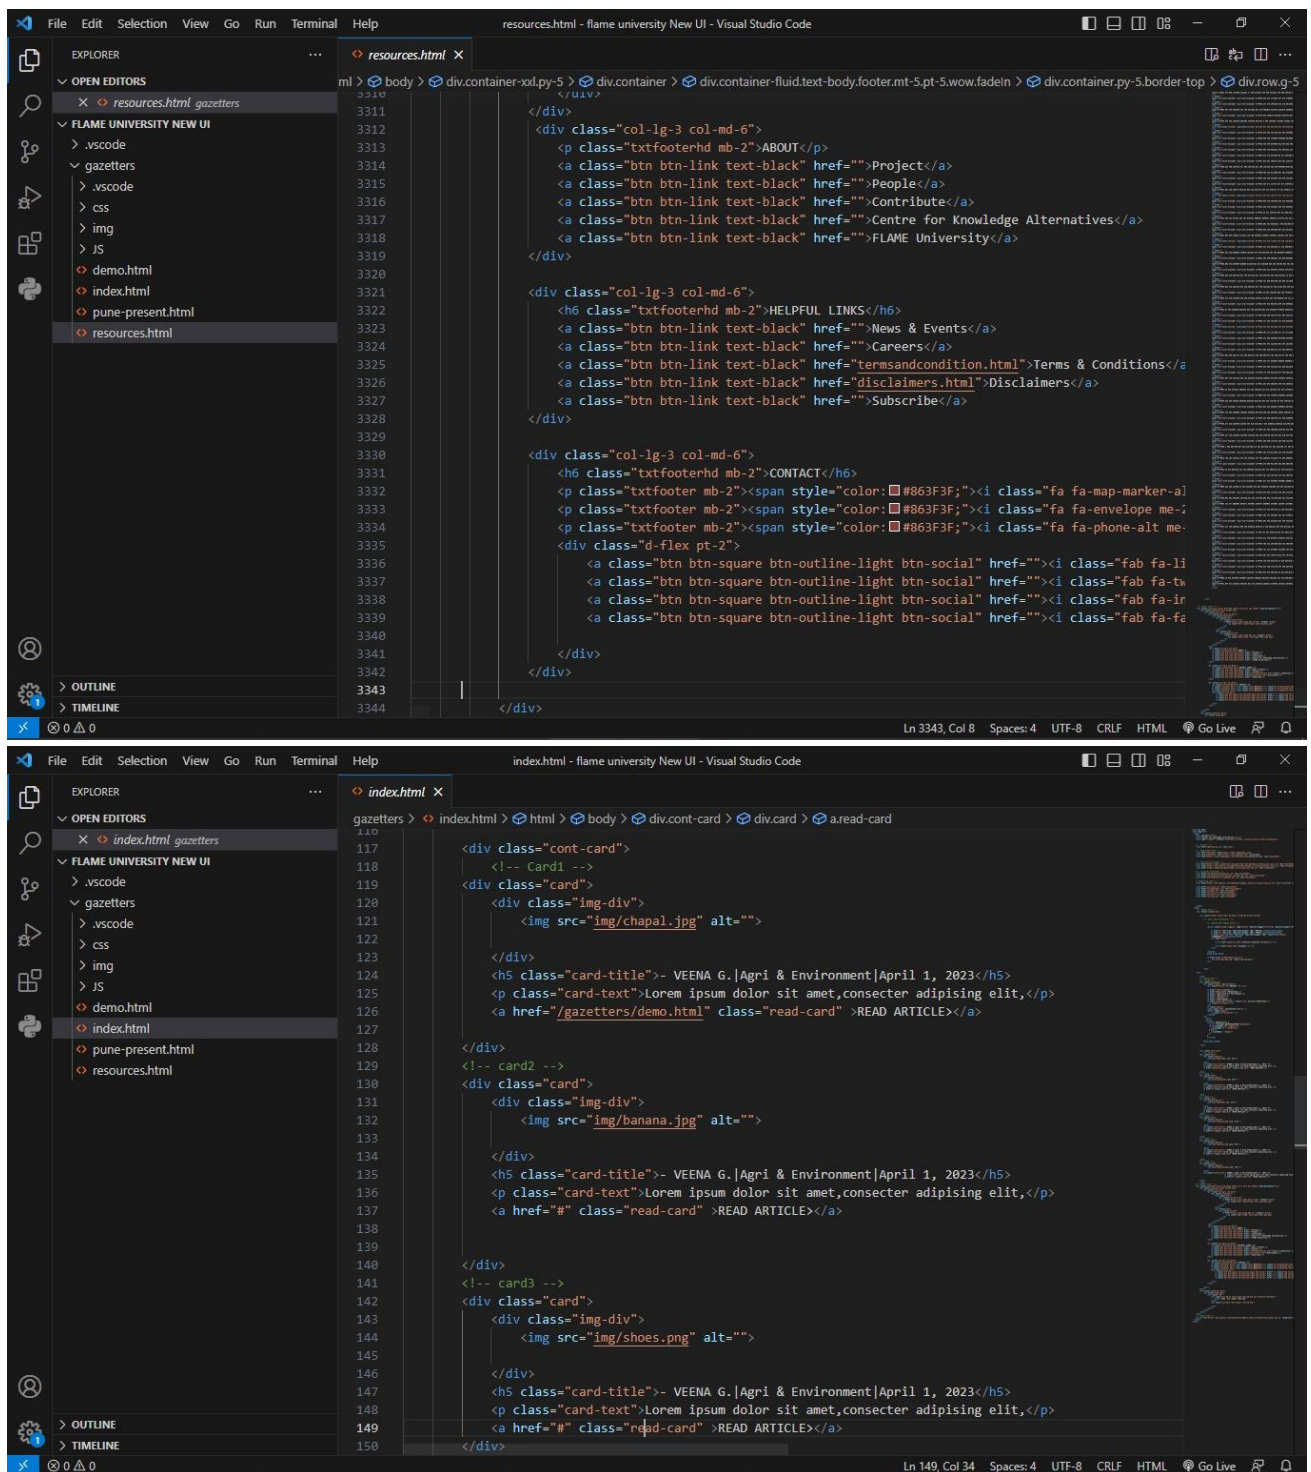 File Edit Selection View Go Run Terminal Help resources.html - flame university New UI - Visual Studio Code
EXPLORER
resources.html
OPEN EDITORS
ml > body > div.container-xxl.py-5 > div.container > div.container-fluid.text-body.footer.mt-5.pt-5.wow.fadeIn > div.container.py-5.border-top > div.row.g-5
resources.html gazetters
FLAME UNIVERSITY NEW UI
.vscode
gazetters
.vscode
css
img
JS
demo.html
index.html
pune-present.html
resources.html
OUTLINE
TIMELINE
3310 </div>
3311 </div>
3312 <div class="col-lg-3 col-md-6">
3313 <p class="txtfooterhd mb-2">ABOUT</p>
3314 <a class="btn btn-link text-black" href="">Project</a>
3315 <a class="btn btn-link text-black" href="">People</a>
3316 <a class="btn btn-link text-black" href="">Contribute</a>
3317 <a class="btn btn-link text-black" href="">Centre for Knowledge Alternatives</a>
3318 <a class="btn btn-link text-black" href="">FLAME University</a>
3319 </div>
3320
3321 <div class="col-lg-3 col-md-6">
3322 <h6 class="txtfooterhd mb-2">HELPFUL LINKS</h6>
3323 <a class="btn btn-link text-black" href="">News & Events</a>
3324 <a class="btn btn-link text-black" href="">Careers</a>
3325 <a class="btn btn-link text-black" href="termsandcondition.html">Terms & Conditions</a
3326 <a class="btn btn-link text-black" href="disclaimers.html">Disclaimers</a>
3327 <a class="btn btn-link text-black" href="">Subscribe</a>
3328 </div>
3329
3330 <div class="col-lg-3 col-md-6">
3331 <h6 class="txtfooterhd mb-2">CONTACT</h6>
3332 <p class="txtfooter mb-2"><span style="color:#863F3F;"><i class="fa fa-map-marker-al
3333 <p class="txtfooter mb-2"><span style="color:#863F3F;"><i class="fa fa-envelope me-2
3334 <p class="txtfooter mb-2"><span style="color:#863F3F;"><i class="fa fa-phone-alt me-
3335 <div class="d-flex pt-2">
3336 <a class="btn btn-square btn-outline-light btn-social" href=""><i class="fab fa-li
3337 <a class="btn btn-square btn-outline-light btn-social" href=""><i class="fab fa-tw
3338 <a class="btn btn-square btn-outline-light btn-social" href=""><i class="fab fa-in
3339 <a class="btn btn-square btn-outline-light btn-social" href=""><i class="fab fa-fa
3340
3341 </div>
3342 </div>
3343
3344 </div>
1
0 0 Ln 3343, Col 8 Spaces: 4 UTF-8 CRLF HTML Go Live
File Edit Selection View Go Run Terminal Help index.html - flame university New UI - Visual Studio Code
EXPLORER
index.html
OPEN EDITORS
gazetters > index.html > html > body > div.cont-card > div.card > a.read-card
index.html gazetters
FLAME UNIVERSITY NEW UI
.vscode
gazetters
.vscode
css
img
JS
demo.html
index.html
pune-present.html
resources.html
OUTLINE
TIMELINE
116
117 <div class="cont-card">
118 <!-- Card1 -->
119 <div class="card">
120 <div class="img-div">
121 <img src="img/chapal.jpg" alt="">
122
123 </div>
124 <h5 class="card-title">- VEENA G.|Agri & Environment|April 1, 2023</h5>
125 <p class="card-text">Lorem ipsum dolor sit amet,consecter adipising elit,</p>
126 <a href="/gazetters/demo.html" class="read-card" >READ ARTICLE></a>
127
128 </div>
129 <!-- card2 -->
130 <div class="card">
131 <div class="img-div">
132 <img src="img/banana.jpg" alt="">
133
134 </div>
135 <h5 class="card-title">- VEENA G.|Agri & Environment|April 1, 2023</h5>
136 <p class="card-text">Lorem ipsum dolor sit amet,consecter adipising elit,</p>
137 <a href="#" class="read-card" >READ ARTICLE></a>
138
139
140 </div>
141 <!-- card3 -->
142 <div class="card">
143 <div class="img-div">
144 <img src="img/shoes.png" alt="">
145
146 </div>
147 <h5 class="card-title">- VEENA G.|Agri & Environment|April 1, 2023</h5>
148 <p class="card-text">Lorem ipsum dolor sit amet,consecter adipising elit,</p>
149 <a href="#" class="read-card" >READ ARTICLE></a>
150 </div>
1
0 0 Ln 149, Col 34 Spaces: 4 UTF-8 CRLF HTML Go Live